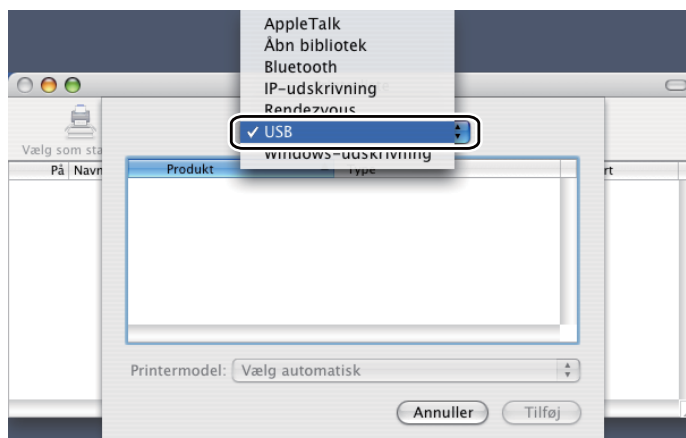 AppleTalk
Åbn bibliotek
Bluetooth
IP-udskrivning
Rendezvous
✓ USB
Windows-udskrivning
Vælg som sta
På Navn Produkt Type rt
Printermodel: Vælg automatisk
Annuller Tilføj